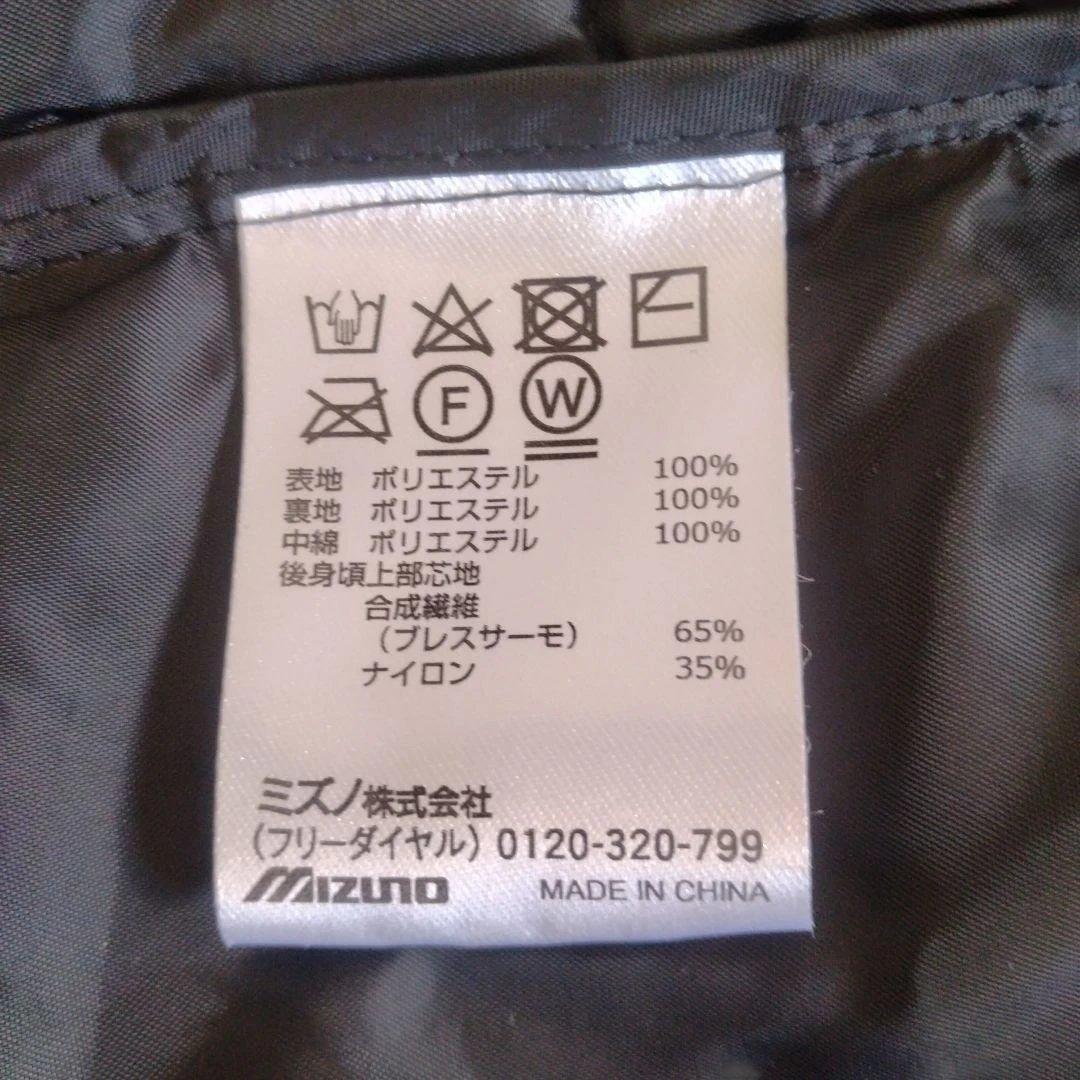 F W
表地 ポリエステル 100%
裏地 ポリエステル 100%
中綿 ポリエステル 100%
後身頃上部芯地
合成繊維
(ブレスサーモ) 65%
ナイロン 35%
ミズノ株式会社
(フリーダイヤル) 0120-320-799
MIZUNO MADE IN CHINA